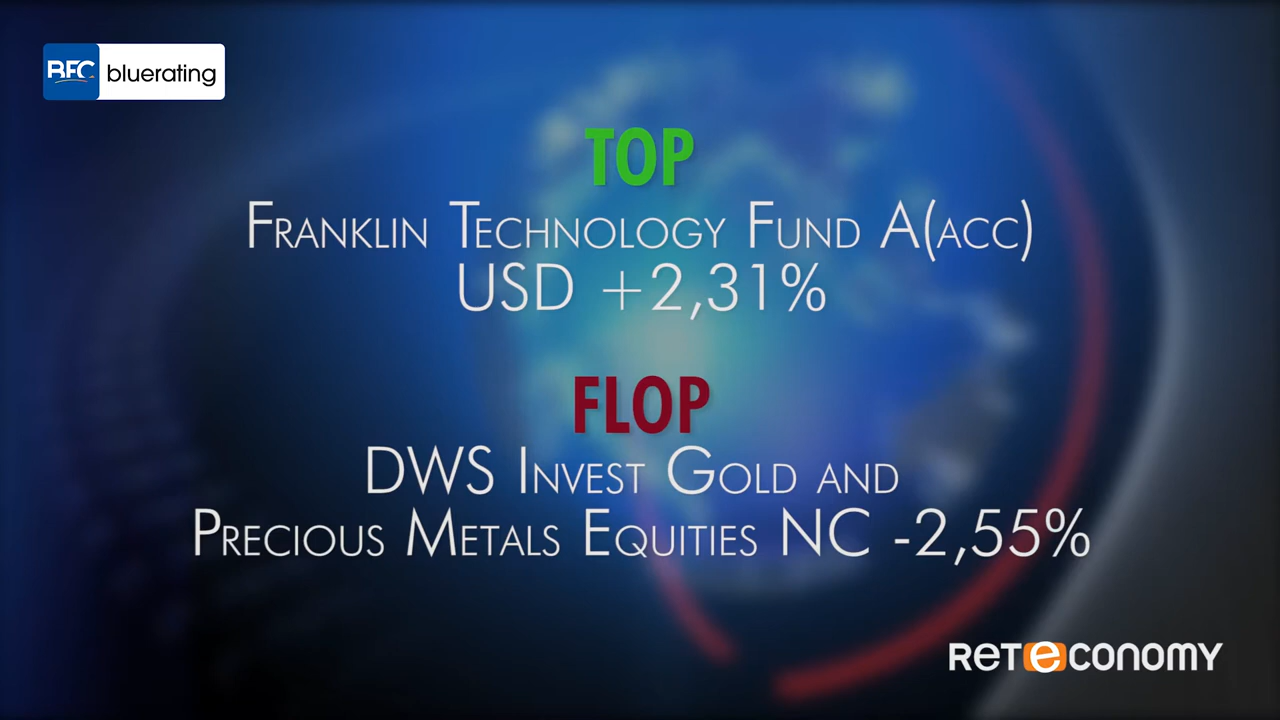 BFC bluerating
TOP
Franklin Technology Fund A(acc)
USD +2,31%
FLOP
DWS Invest Gold and
Precious Metals Equities NC -2,55%
ReteConomy